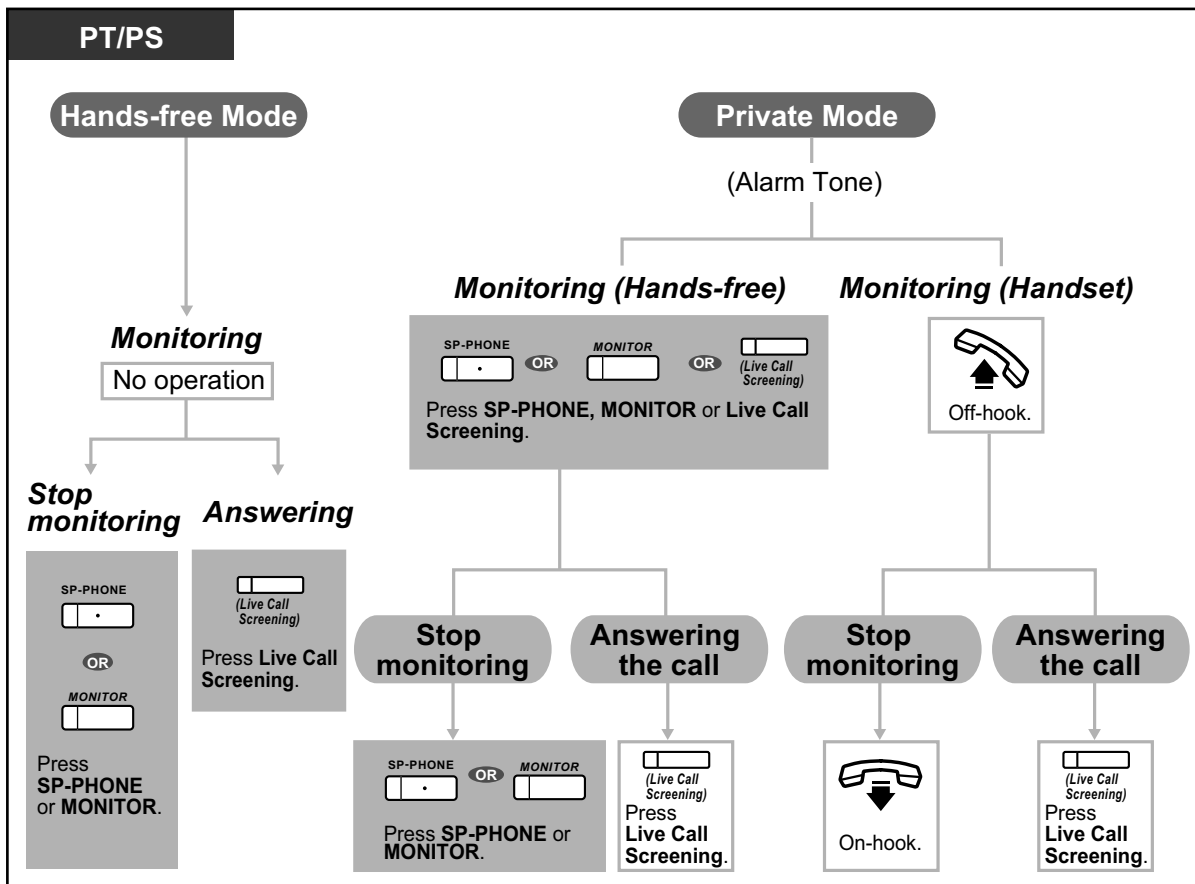 PT/PS
Hands-free Mode
Monitoring
No operation
Stop
monitoring
SP-PHONE
OR
MONITOR
Press
SP-PHONE
or MONITOR.
Answering
(Live Call
Screening)
Press Live Call
Screening.
Private Mode
(Alarm Tone)
Monitoring (Hands-free)
SP-PHONE OR MONITOR OR (Live Call
Screening)
Press SP-PHONE, MONITOR or Live Call
Screening.
Stop
monitoring
SP-PHONE OR MONITOR
Press SP-PHONE or
MONITOR.
Answering
the call
(Live Call
Screening)
Press
Live Call
Screening.
Monitoring (Handset)
Off-hook.
Stop
monitoring
On-hook.
Answering
the call
(Live Call
Screening)
Press
Live Call
Screening.